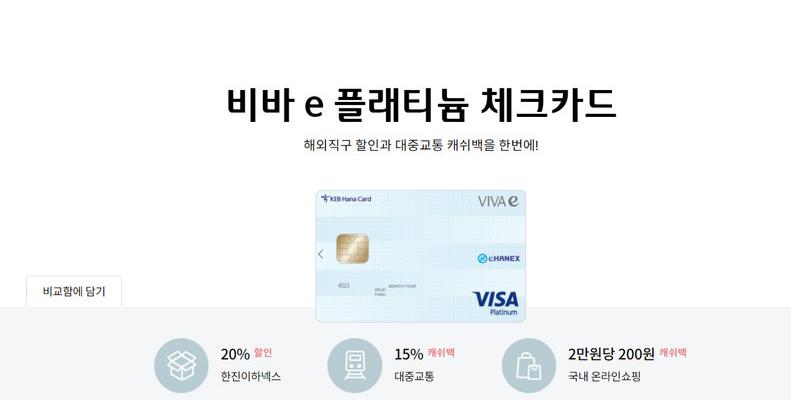 비바 e 플래티늄 체크카드
해외직구 할인과 대중교통 캐쉬백을 한번에!
KEB Hana Card
VIVA e
eHANEX
4023
MONTH/YEAR
VALID
THRU
VISA
Platinum
비교함에 담기
20% 할인
한진이하넥스
15% 캐쉬백
대중교통
2만원당 200원 캐쉬백
국내 온라인쇼핑